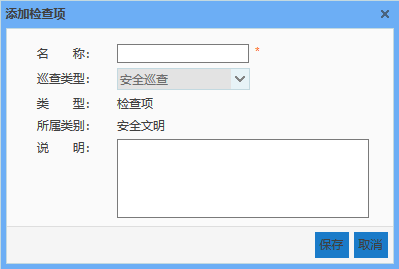 添加检查项
名 称: *
巡查类型: 安全巡查
类 型: 检查项
所属类别: 安全文明
说 明:
保存 取消